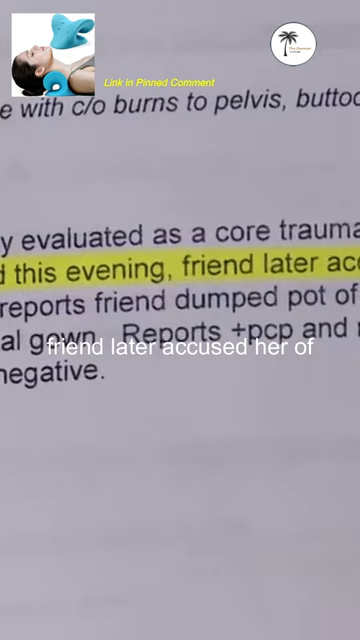 Link in Pinned Comment
e with c/o burns to pelvis, buttoc
y evaluated as a core trauma
d this evening, friend later acc
reports friend dumped pot of
al gown. Reports +pcp and
friend later accused her of
negative.